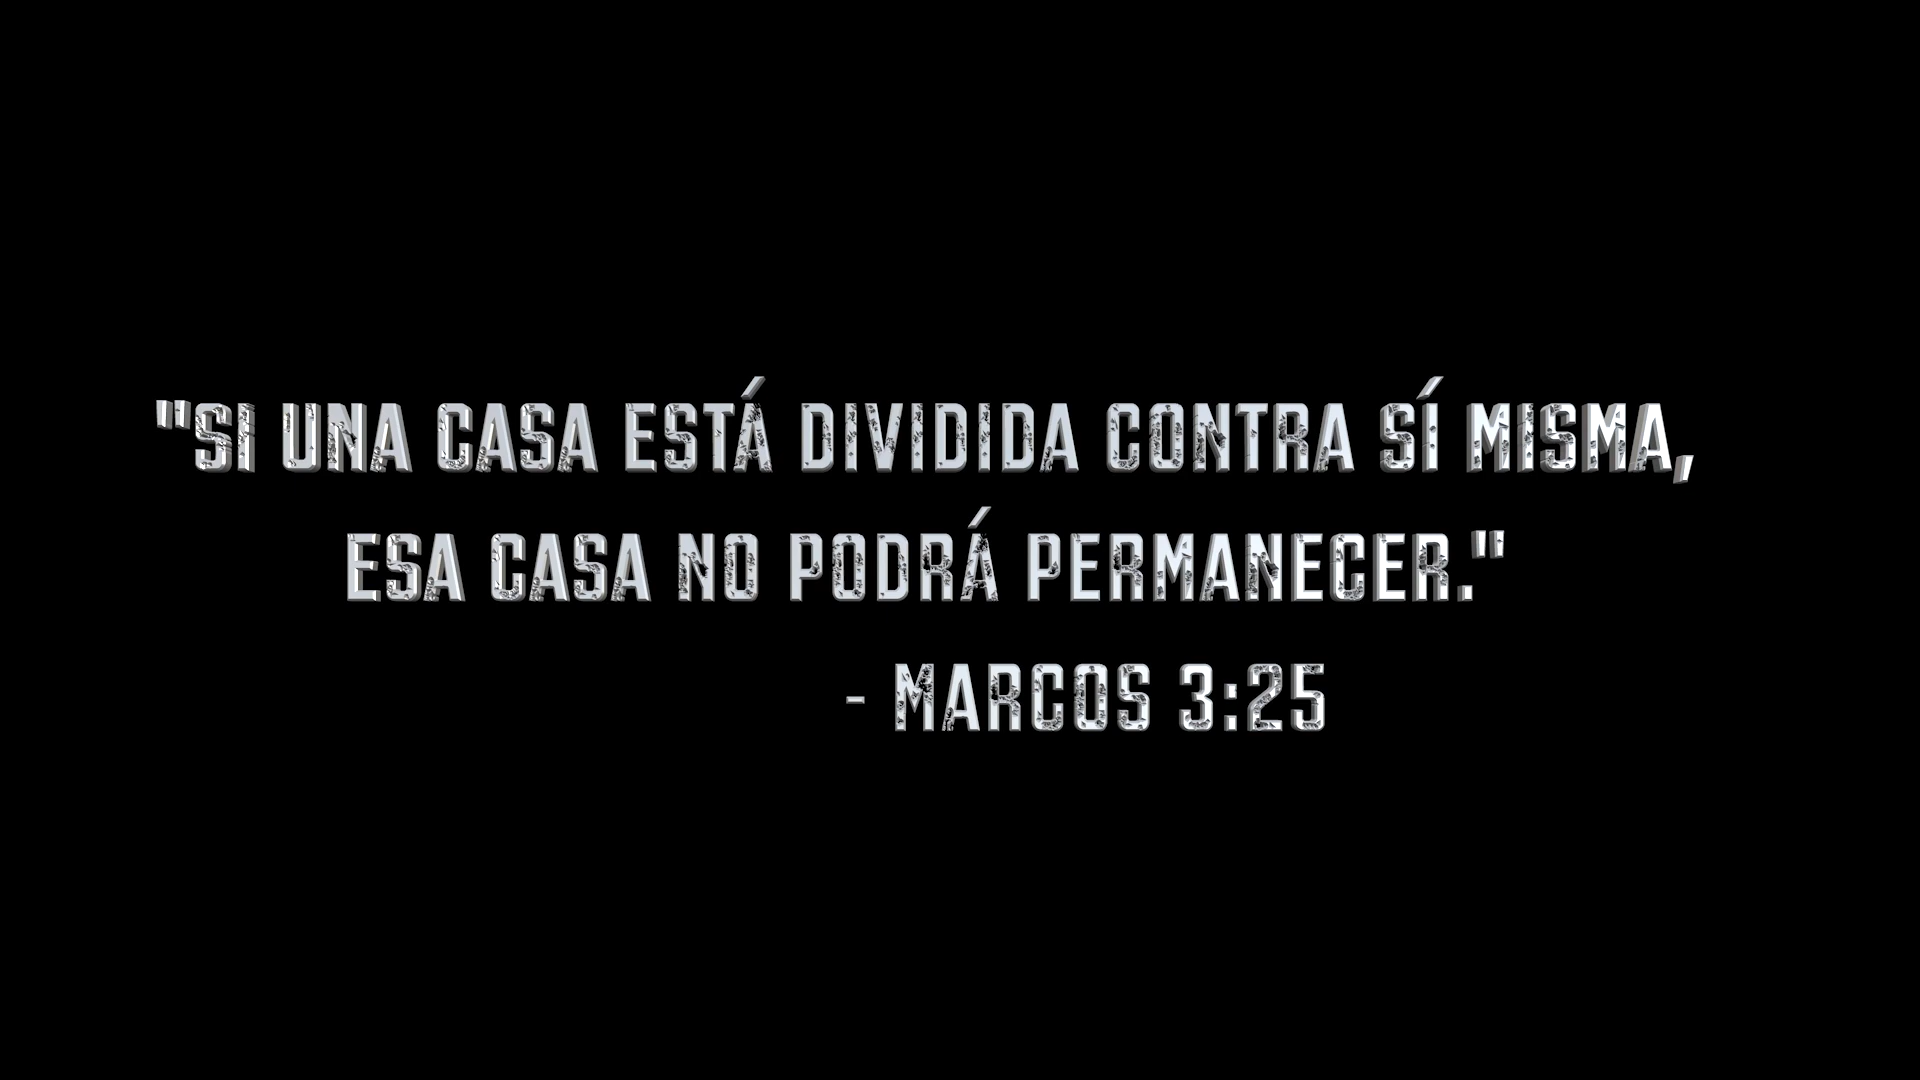 "SI UNA CASA ESTÁ DIVIDIDA CONTRA SÍ MISMA,
ESA CASA NO PODRÁ PERMANECER."
- MARCOS 3:25